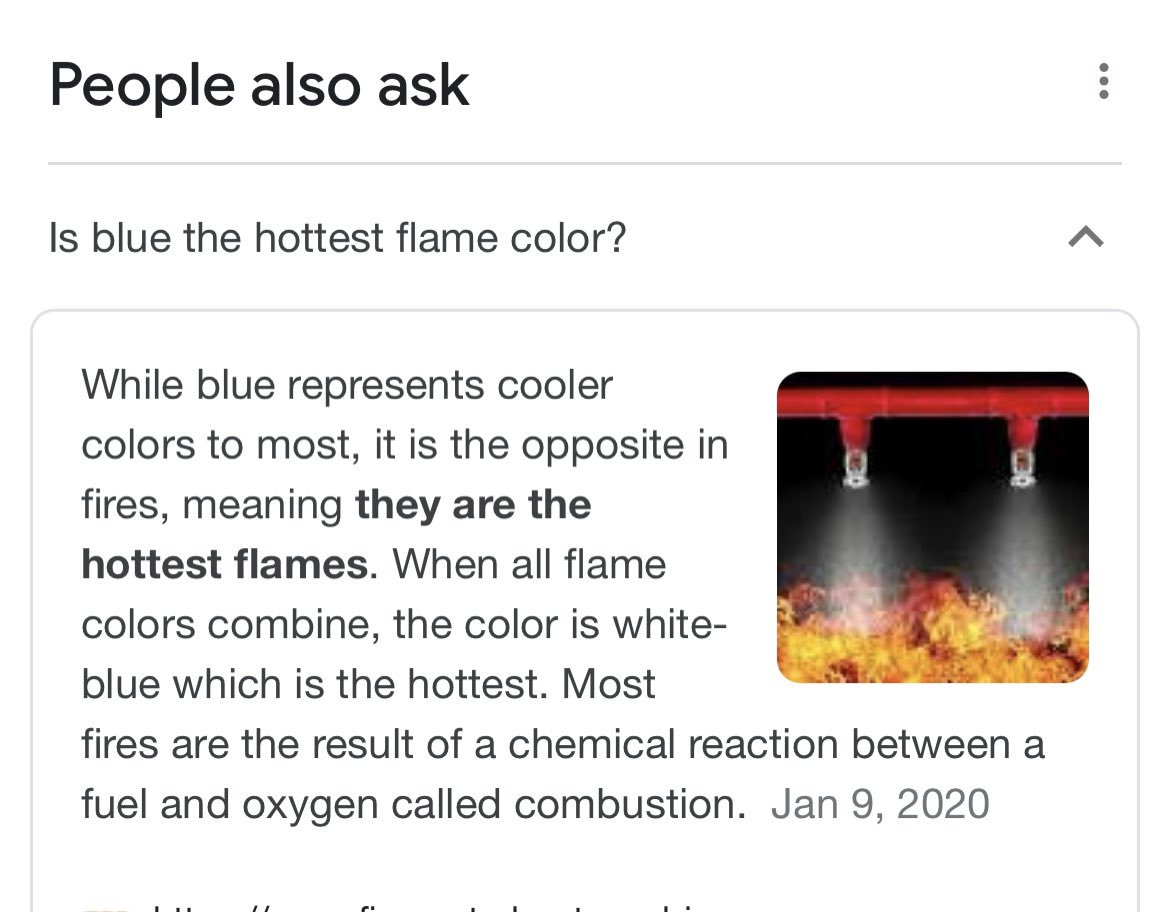 People also ask
Is blue the hottest flame color?
While blue represents cooler
colors to most, it is the opposite in
fires, meaning they are the
hottest flames. When all flame
colors combine, the color is white-
blue which is the hottest. Most
fires are the result of a chemical reaction between a
fuel and oxygen called combustion. Jan 9, 2020